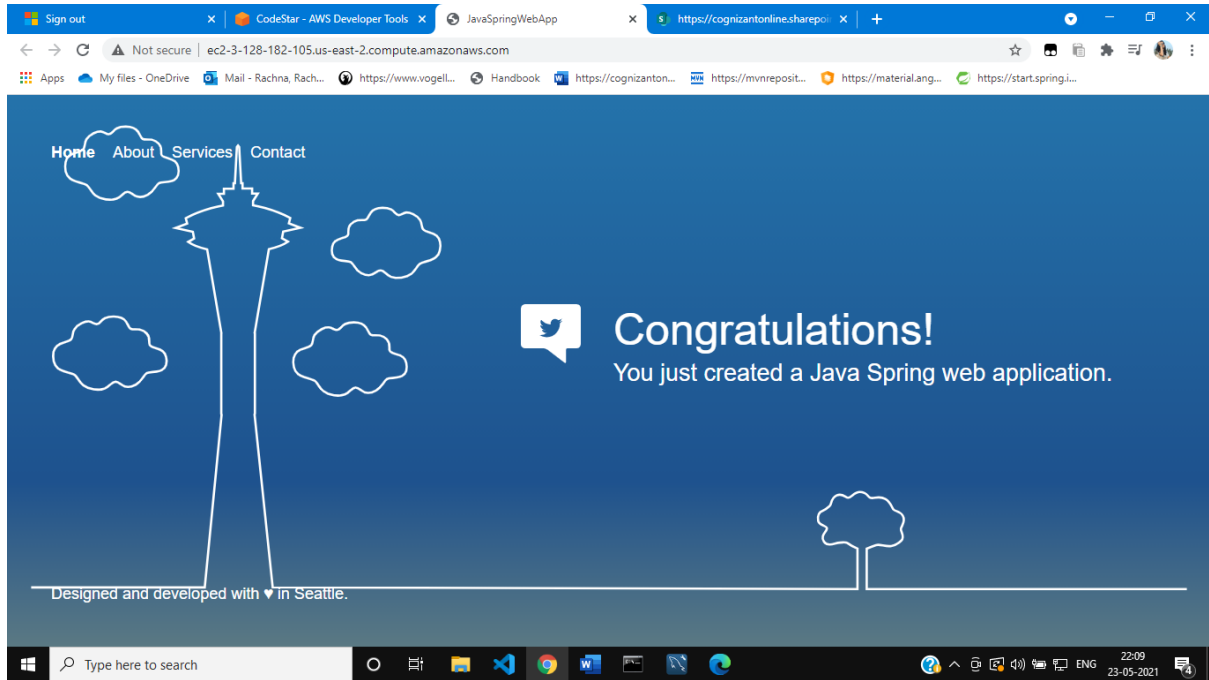 Sign out
CodeStar - AWS Developer Tools
JavaSpringWebApp
https://cognizantonline.sharepoi
Not secure | ec2-3-128-182-105.us-east-2.compute.amazonaws.com
Apps My files - OneDrive Mail - Rachna, Rach... https://www.vogell... Handbook https://cognizanton... https://mvnreposit... https://material.ang... https://start.spring.i...
Home About Services Contact
Congratulations!
You just created a Java Spring web application.
Designed and developed with ♥ in Seattle.
Type here to search
ENG
22:09
23-05-2021
4